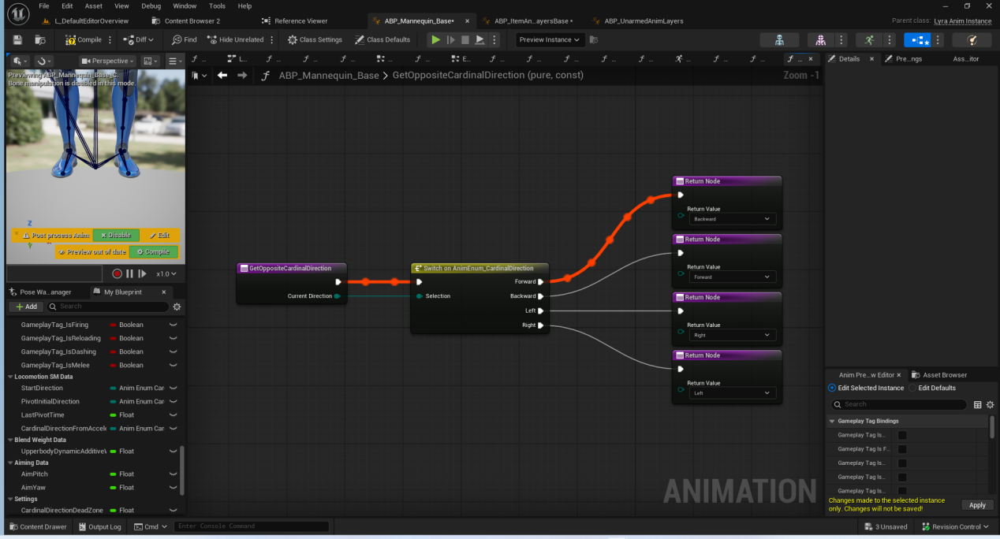 File Edit Asset View Debug Window Tools Help
L_DefaultEditorOverview Content Browser 2 Reference Viewer ABP_Mannequin_Base• ABP_ItemAn...ayersBase • ABP_UnarmedAnimLayers Parent class: Lyra Anim Instance
Compile Diff Find Hide Unrelated Class Settings Class Defaults Preview Instance
Perspective L... E... Details Pre...ngs Ass...itor
ABP_Mannequin_Base > GetOppositeCardinalDirection (pure, const) Zoom -1
Previewing ABP_Mannequin_Base_C.
Bone manipulation is disabled in this mode.
Z
Y
Post process Anim: Disable Edit
Preview out of date Compile
x1.0
Pose Wa...anager My Blueprint
Add Search
GameplayTag_IsFiring Boolean
GameplayTag_IsReloading Boolean
GameplayTag_IsDashing Boolean
GameplayTag_IsMelee Boolean
Locomotion SM Data
StartDirection Anim Enum Car
PivotInitialDirection Anim Enum Car
LastPivotTime Float
CardinalDirectionFromAccele Anim Enum Car
Blend Weight Data
UpperbodyDynamicAdditive Float
Aiming Data
AimPitch Float
AimYaw Float
Settings
CardinalDirectionDeadZone Float
GetOppositeCardinalDirection
Current Direction
Switch on AnimEnum_CardinalDirection
Forward
Selection Backward
Left
Right
Return Node
Return Value
Backward
Return Node
Return Value
Forward
Return Node
Return Value
Right
Return Node
Return Value
Left
ANIMATION
Anim Pre...w Editor Asset Browser
Edit Selected Instance Edit Defaults
Search
Gameplay Tag Bindings
Gameplay Tag Is...
Gameplay Tag Is F...
Gameplay Tag Is...
Gameplay Tag Is...
Gameplay Tag Is...
Changes made to the selected instance
only. Changes will not be saved!
Apply
Content Drawer Output Log Cmd Enter Console Command 3 Unsaved Revision Control